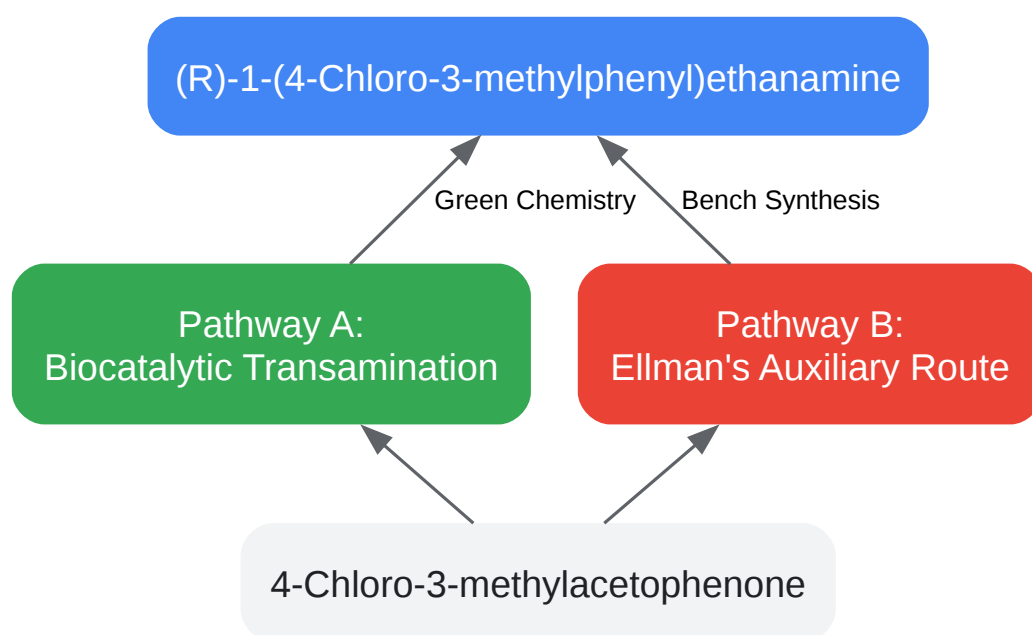 (R)-1-(4-Chloro-3-methylphenyl)ethanamine
Green Chemistry
Bench Synthesis
Pathway A:
Biocatalytic Transamination
Pathway B:
Ellman's Auxiliary Route
4-Chloro-3-methylacetophenone